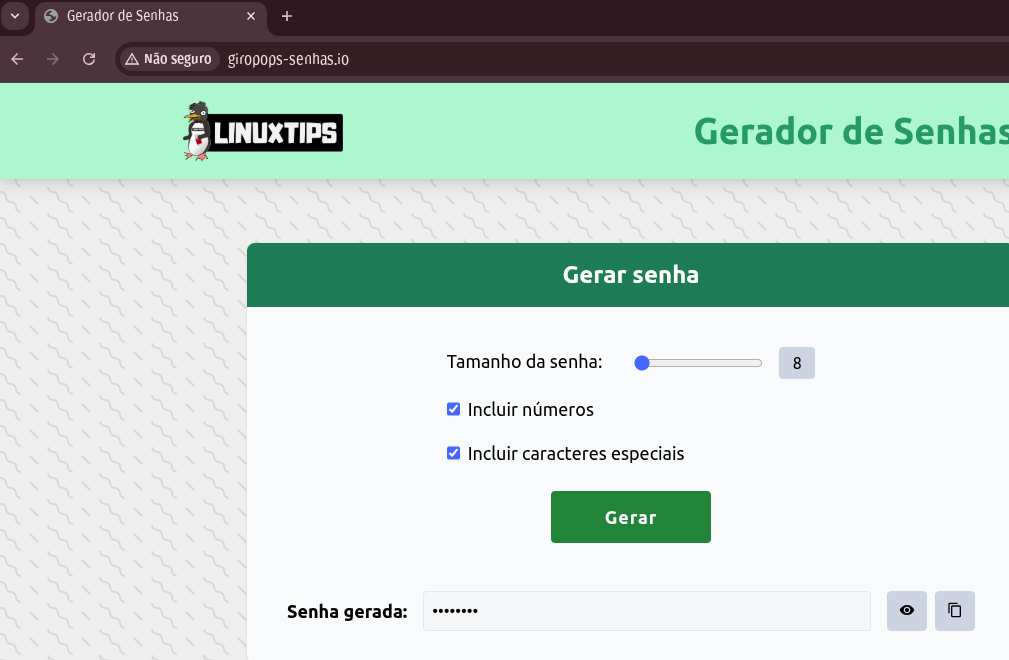 Gerador de Senhas
Não seguro giropops-senhas.io
LINUXTIPS
Gerador de Senhas
Gerar senha
Tamanho da senha: 8
Incluir números
Incluir caracteres especiais
Gerar
Senha gerada: ••••••••